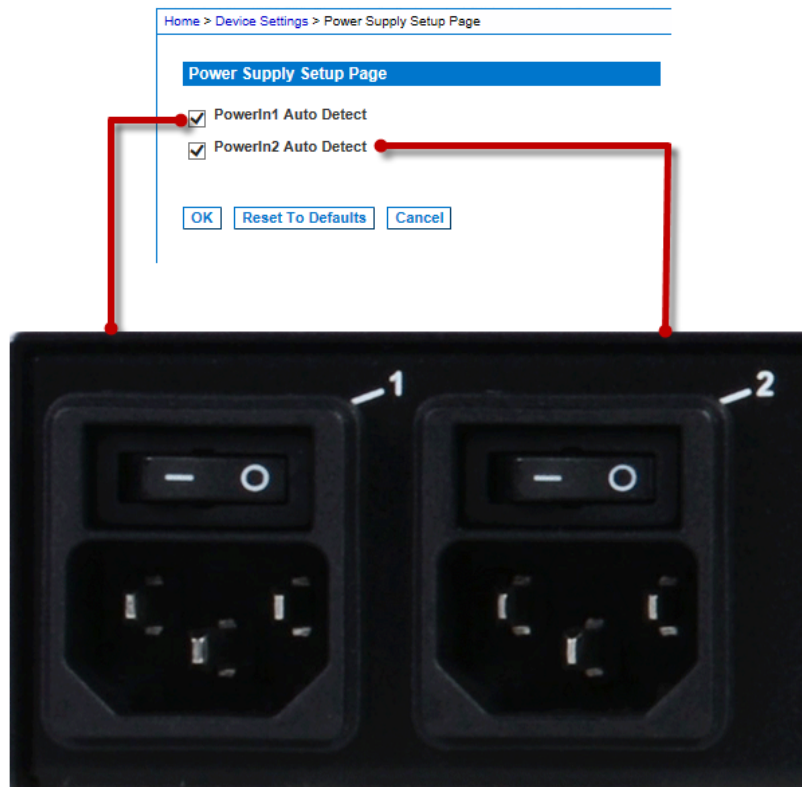 Home > Device Settings > Power Supply Setup Page
Power Supply Setup Page
PowerIn1 Auto Detect
PowerIn2 Auto Detect
OK Reset To Defaults Cancel
1
2